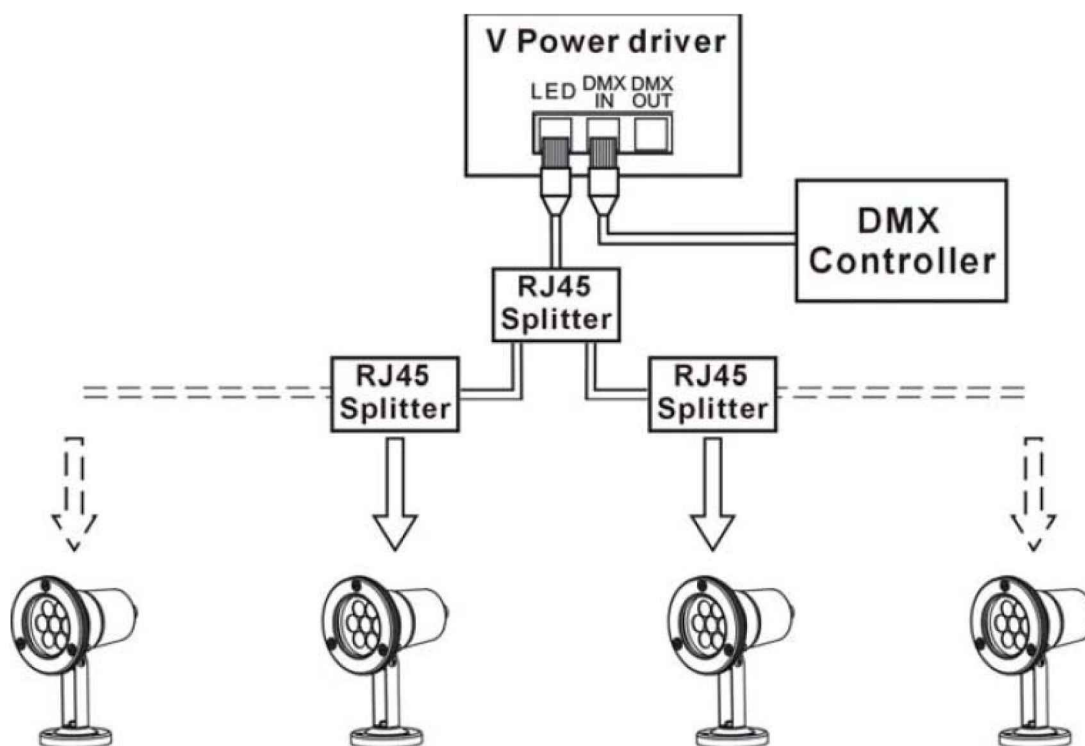 V Power driver
LED
DMX IN
DMX OUT
DMX
Controller
RJ45
Splitter
RJ45
Splitter
RJ45
Splitter